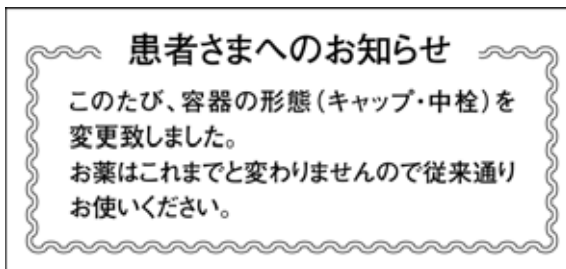 患者さまへのお知らせ
このたび、容器の形態（キャップ・中栓）を
変更致しました。
お薬はこれまでと変わりませんので従来通り
お使いください。